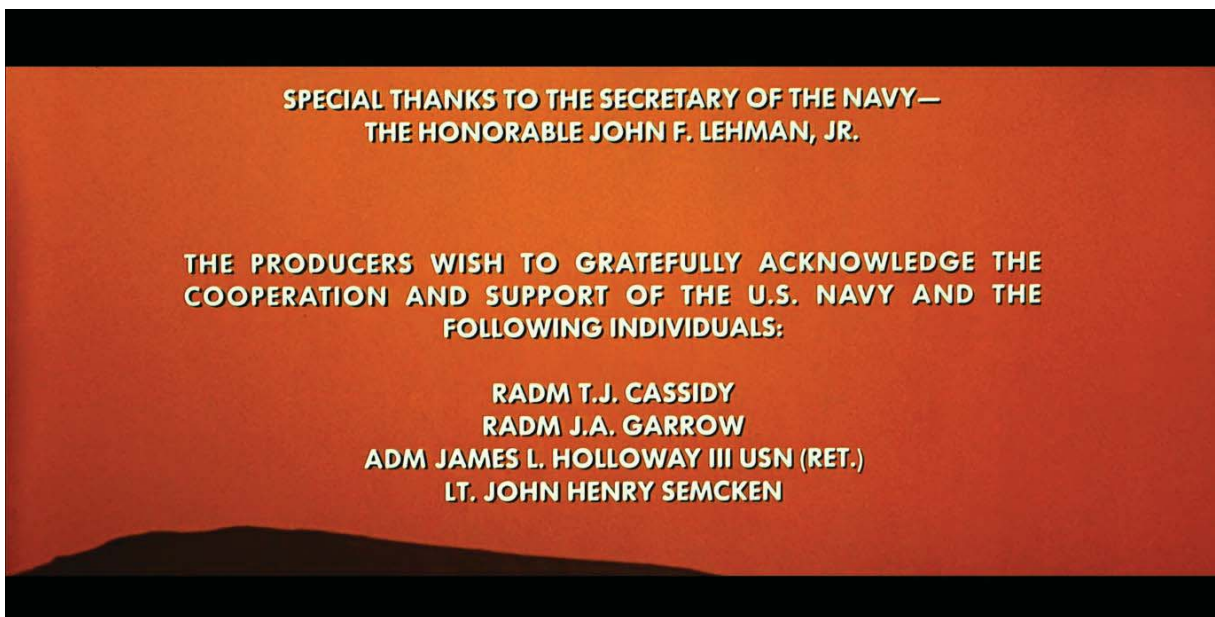 SPECIAL THANKS TO THE SECRETARY OF THE NAVY—
THE HONORABLE JOHN F. LEHMAN, JR.
THE PRODUCERS WISH TO GRATEFULLY ACKNOWLEDGE THE
COOPERATION AND SUPPORT OF THE U.S. NAVY AND THE
FOLLOWING INDIVIDUALS:
RADM T.J. CASSIDY
RADM J.A. GARROW
ADM JAMES L. HOLLOWAY III USN (RET.)
LT. JOHN HENRY SEMCKEN